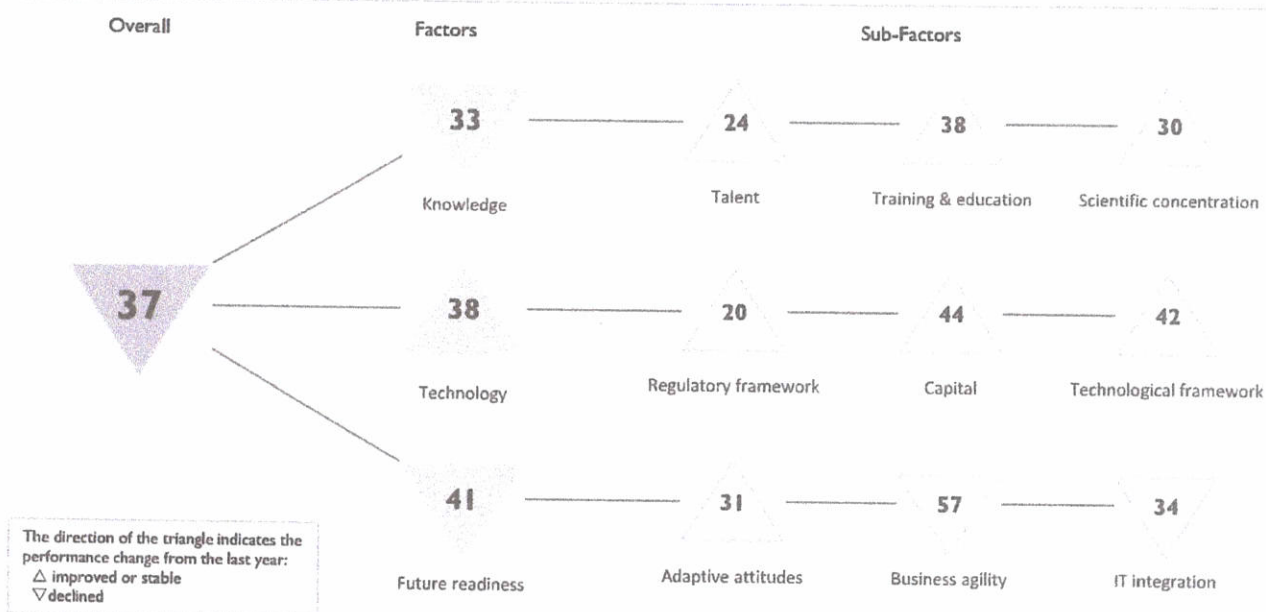 Overall
Factors
Sub-Factors
33
24
38
30
Knowledge
Talent
Training & education
Scientific concentration
37
38
20
44
42
Technology
Regulatory framework
Capital
Technological framework
41
31
57
34
Future readiness
Adaptive attitudes
Business agility
IT integration
The direction of the triangle indicates the
performance change from the last year:
△ improved or stable
▽ declined